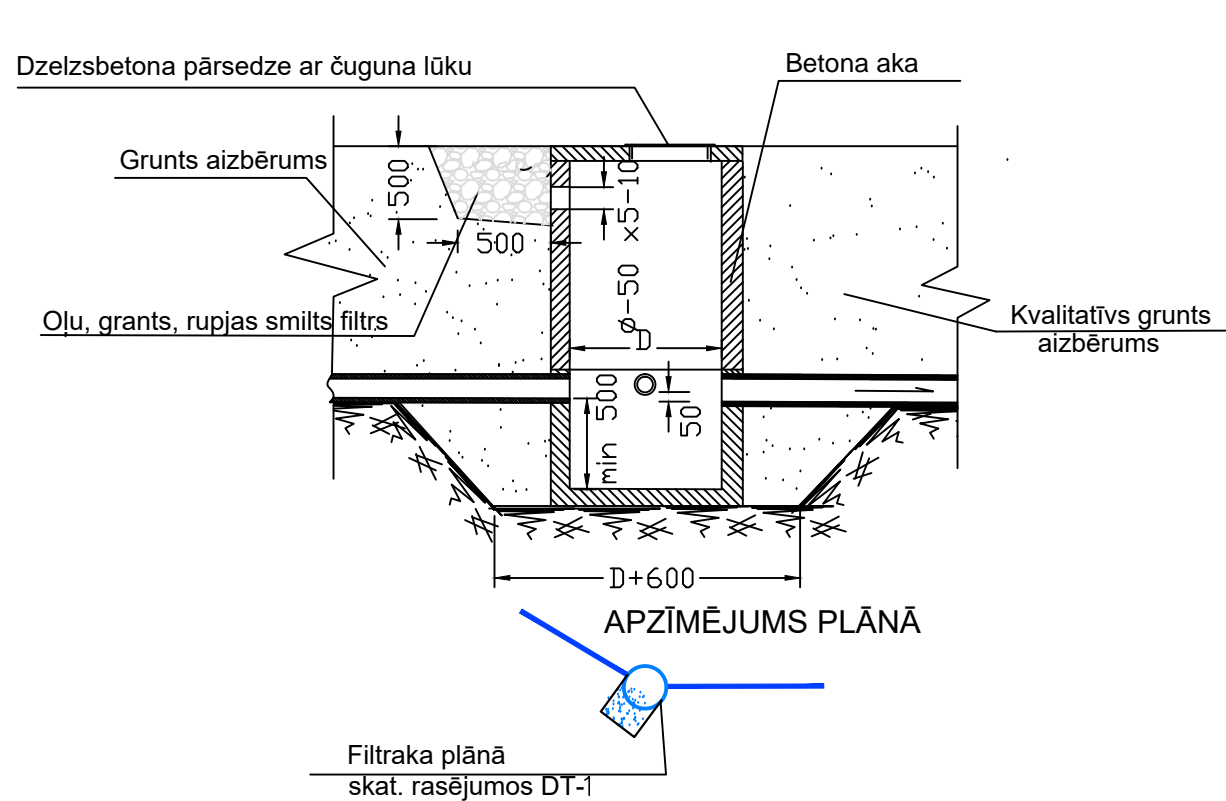 Dzelzsbetona pārsedze ar čuguna lūku
Betona aka
Grunts aizbērums
500
500
ø-50 x5-10
Oļu, grants, rupjas smilts filtrs
D
Kvalitatīvs grunts
aizbērums
min 500
50
D+600
APZĪMĒJUMS PLĀNĀ
Filtraka plānā
skat. rasējumos DT-1